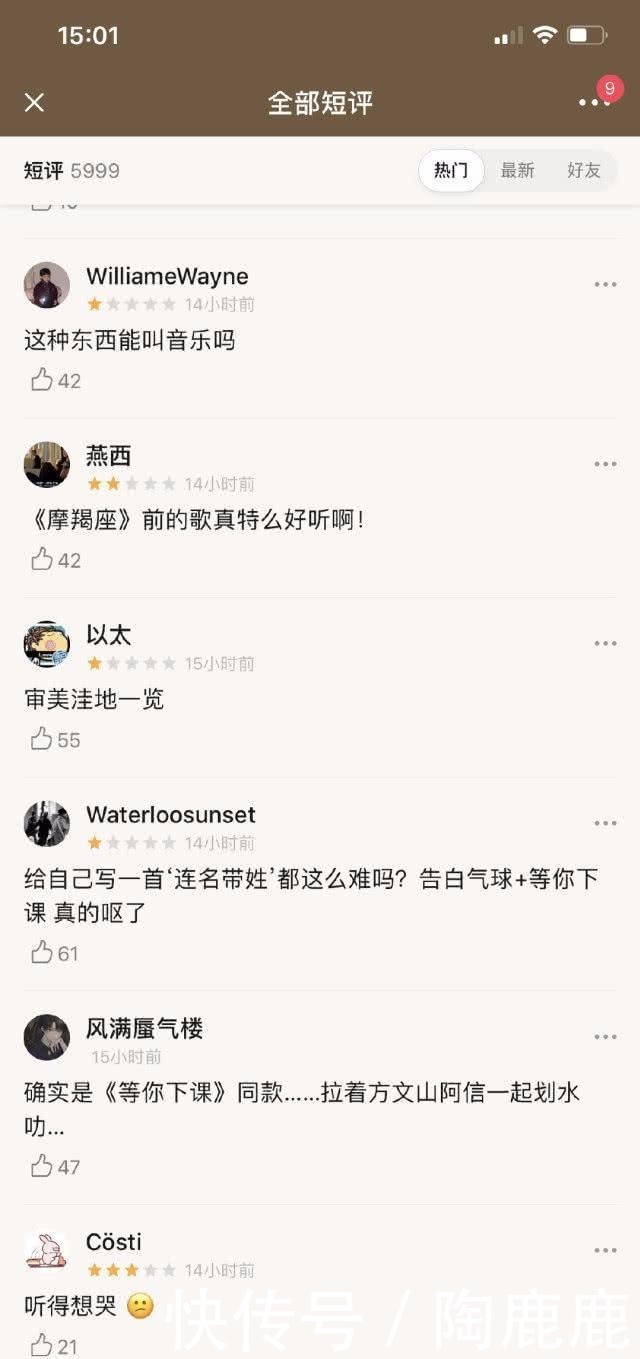 15:01
全部短评
9
短评 5999
热门
最新
好友
WilliameWayne
14小时前
这种东西能叫音乐吗
42
燕西
14小时前
《摩羯座》前的歌真特么好听啊！
42
以太
15小时前
审美洼地一览
55
Waterloosunset
14小时前
给自己写一首‘连名带姓’都这么难吗？告白气球+等你下
课 真的呕了
61
风满蜃气楼
15小时前
确实是《等你下课》同款……拉着方文山阿信一起划水
叻...
47
Cösti
14小时前
听得想哭
21
快传号 / 陶鹿鹿